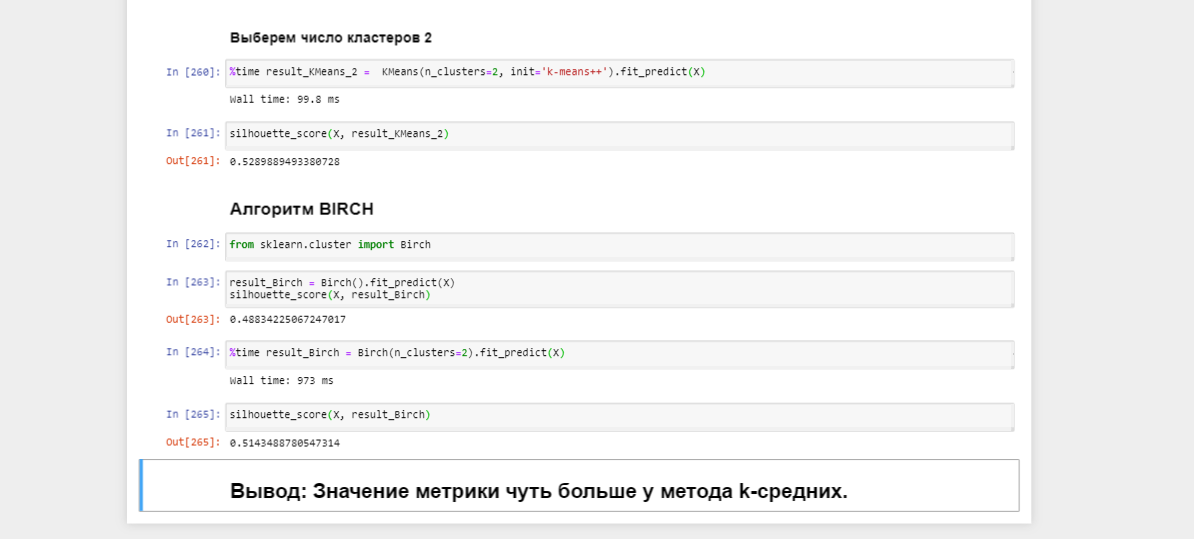 Выберем число кластеров 2
In [260]: %time result_KMeans_2 =  KMeans(n_clusters=2, init='k-means++').fit_predict(X)
Wall time: 99.8 ms
In [261]: silhouette_score(X, result_KMeans_2)
Out[261]: 0.5289889493380728
Алгоритм BIRCH
In [262]: from sklearn.cluster import Birch
In [263]: result_Birch = Birch().fit_predict(X)
silhouette_score(X, result_Birch)
Out[263]: 0.48834225067247017
In [264]: %time result_Birch = Birch(n_clusters=2).fit_predict(X)
Wall time: 973 ms
In [265]: silhouette_score(X, result_Birch)
Out[265]: 0.5143488780547314
Вывод: Значение метрики чуть больше у метода k-средних.